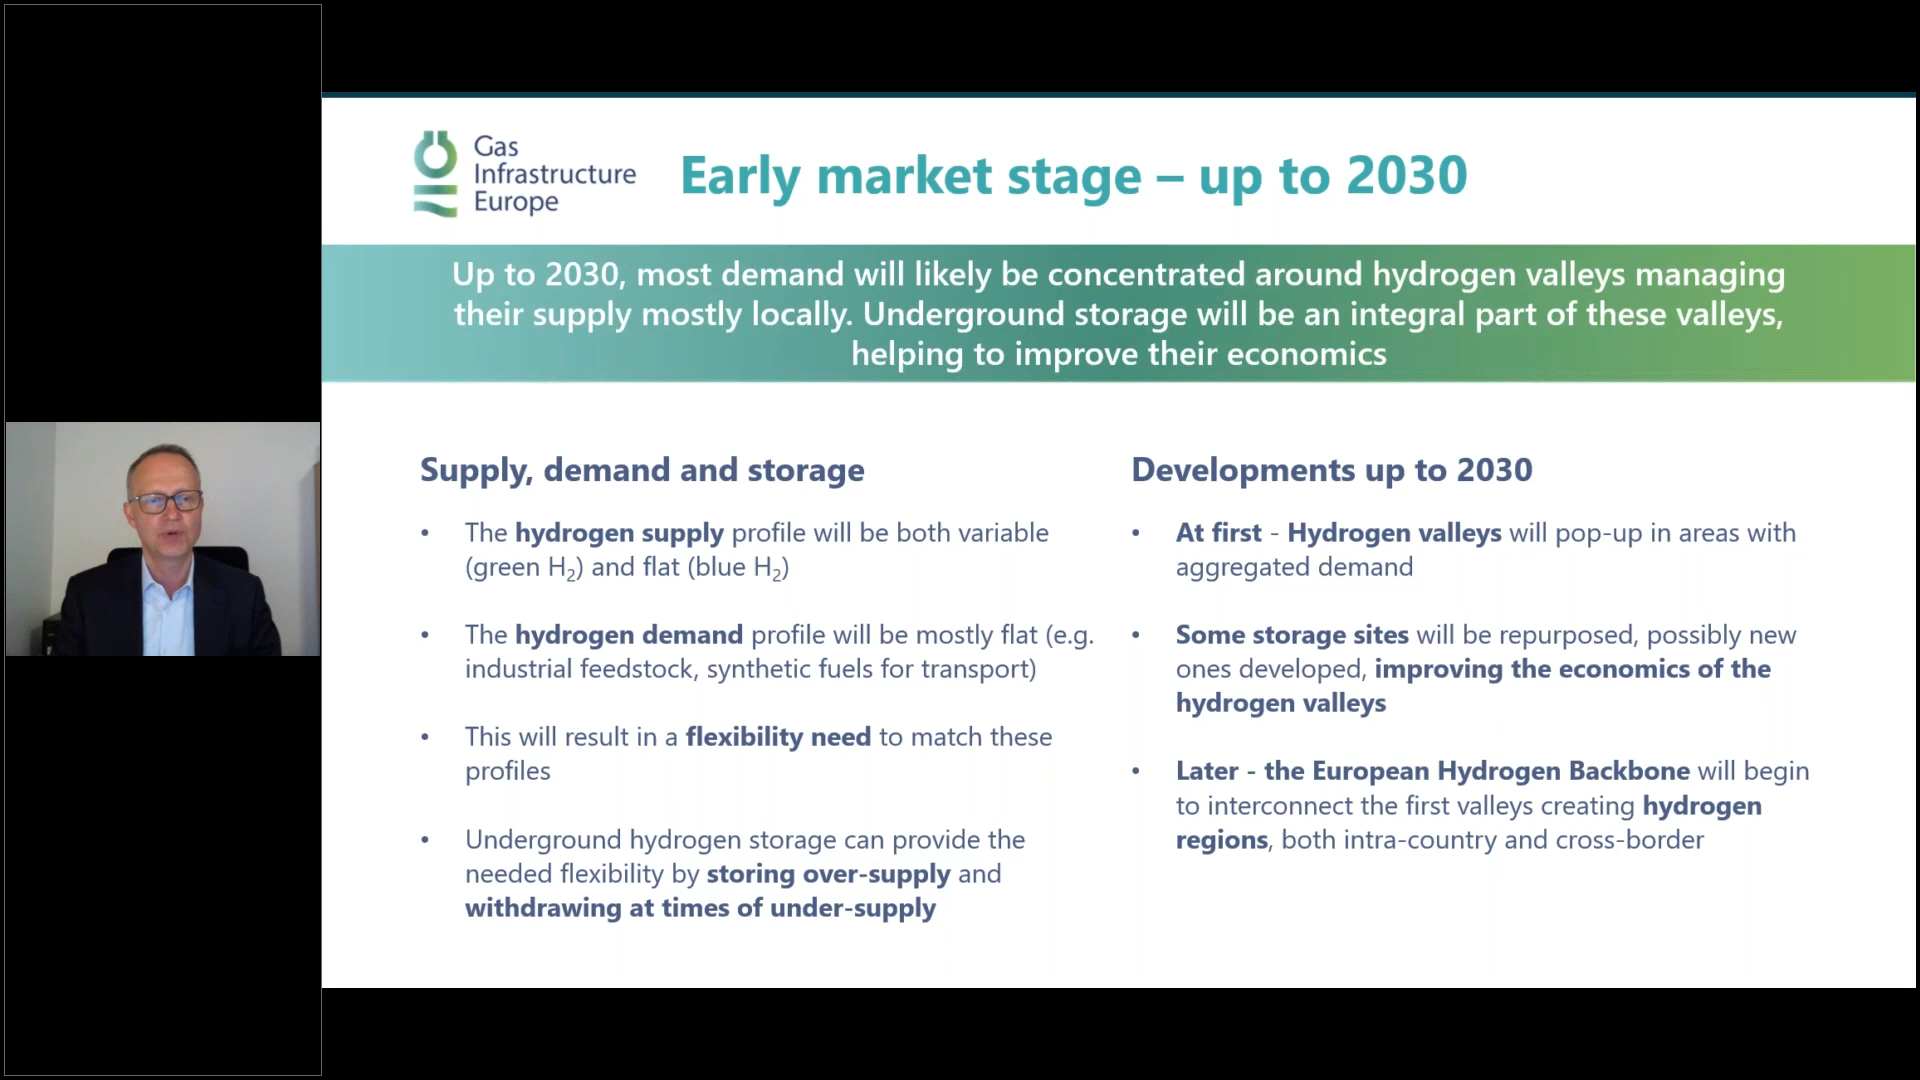 Gas
Infrastructure
Europe
Early market stage – up to 2030
Up to 2030, most demand will likely be concentrated around hydrogen valleys managing
their supply mostly locally. Underground storage will be an integral part of these valleys,
helping to improve their economics
Supply, demand and storage
• The hydrogen supply profile will be both variable
(green H₂) and flat (blue H₂)
• The hydrogen demand profile will be mostly flat (e.g.
industrial feedstock, synthetic fuels for transport)
• This will result in a flexibility need to match these
profiles
• Underground hydrogen storage can provide the
needed flexibility by storing over-supply and
withdrawing at times of under-supply
Developments up to 2030
• At first - Hydrogen valleys will pop-up in areas with
aggregated demand
• Some storage sites will be repurposed, possibly new
ones developed, improving the economics of the
hydrogen valleys
• Later - the European Hydrogen Backbone will begin
to interconnect the first valleys creating hydrogen
regions, both intra-country and cross-border